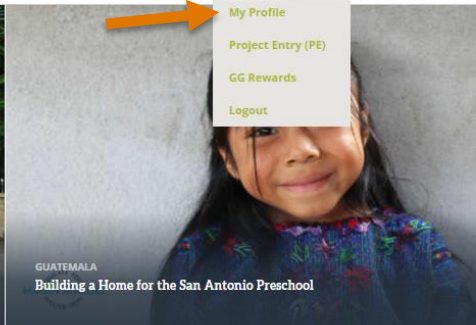 My Profile
Project Entry (PE)
GG Rewards
Logout
GUATEMALA
Building a Home for the San Antonio Preschool